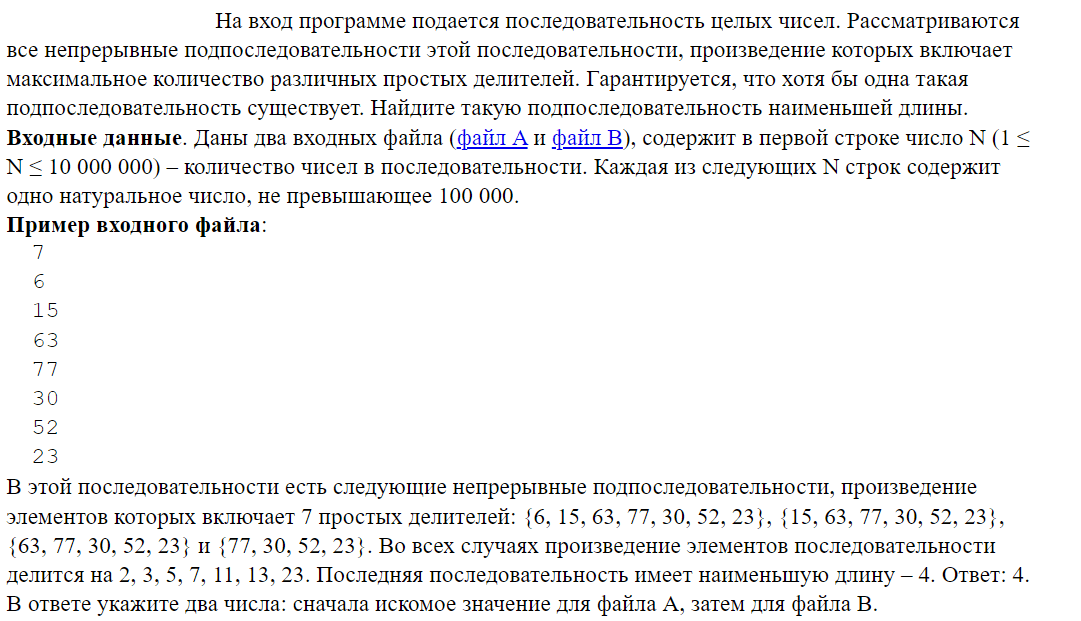 На вход программе подается последовательность целых чисел. Рассматриваются
все непрерывные подпоследовательности этой последовательности, произведение которых включает
максимальное количество различных простых делителей. Гарантируется, что хотя бы одна такая
подпоследовательность существует. Найдите такую подпоследовательность наименьшей длины.
Входные данные. Даны два входных файла (файл A и файл B), содержит в первой строке число N (1 ≤
N ≤ 10 000 000) – количество чисел в последовательности. Каждая из следующих N строк содержит
одно натуральное число, не превышающее 100 000.
Пример входного файла:
7
6
15
63
77
30
52
23
В этой последовательности есть следующие непрерывные подпоследовательности, произведение
элементов которых включает 7 простых делителей: {6, 15, 63, 77, 30, 52, 23}, {15, 63, 77, 30, 52, 23},
{63, 77, 30, 52, 23} и {77, 30, 52, 23}. Во всех случаях произведение элементов последовательности
делится на 2, 3, 5, 7, 11, 13, 23. Последняя последовательность имеет наименьшую длину – 4. Ответ: 4.
В ответе укажите два числа: сначала искомое значение для файла А, затем для файла B.